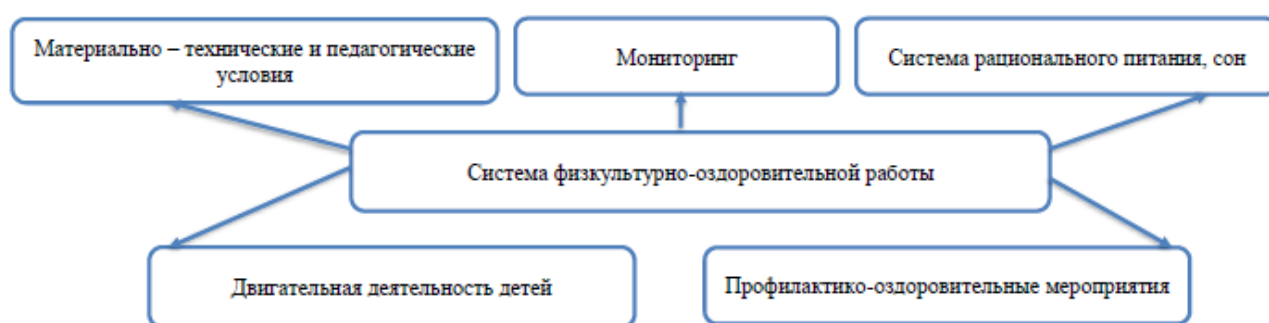 Материально – технические и педагогические
условия
Мониторинг
Система рационального питания, сон
Система физкультурно-оздоровительной работы
Двигательная деятельность детей
Профилактико-оздоровительные мероприятия